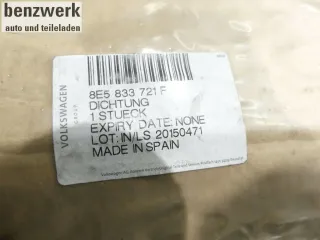 benzwerk
auto und teileladen
VOLKSWAGEN
8E5 833 721 F
DICHTUNG
1 STUECK
EXPIRY DATE: NONE
LOT: IN/LS 20150471
MADE IN SPAIN